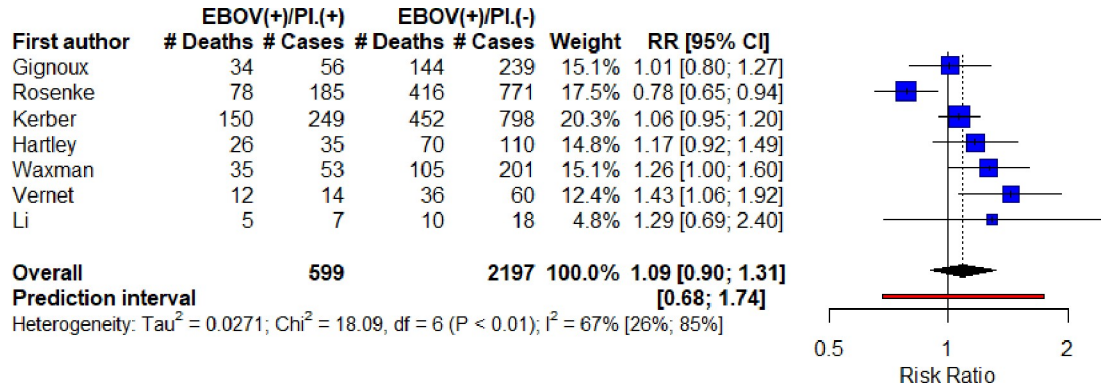 EBOV(+)/Pl.(+) EBOV(+)/Pl.(-)
First author # Deaths # Cases # Deaths # Cases Weight RR [95% CI]
Gignoux 34 56 144 239 15.1% 1.01 [0.80; 1.27]
Rosenke 78 185 416 771 17.5% 0.78 [0.65; 0.94]
Kerber 150 249 452 798 20.3% 1.06 [0.95; 1.20]
Hartley 26 35 70 110 14.8% 1.17 [0.92; 1.49]
Waxman 35 53 105 201 15.1% 1.26 [1.00; 1.60]
Vernet 12 14 36 60 12.4% 1.43 [1.06; 1.92]
Li 5 7 10 18 4.8% 1.29 [0.69; 2.40]
Overall 599 2197 100.0% 1.09 [0.90; 1.31]
Prediction interval [0.68; 1.74]
Heterogeneity: Tau² = 0.0271; Chi² = 18.09, df = 6 (P < 0.01); I² = 67% [26%; 85%]
0.5 1 2
Risk Ratio